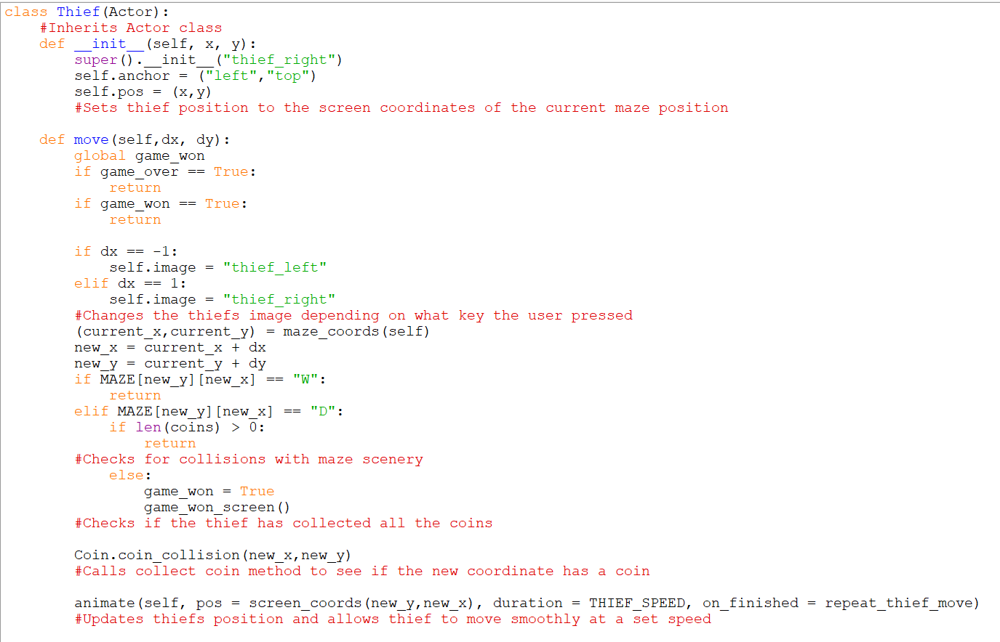 class Thief(Actor):
    #Inherits Actor class
    def __init__(self, x, y):
        super().__init__("thief_right")
        self.anchor = ("left","top")
        self.pos = (x,y)
        #Sets thief position to the screen coordinates of the current maze position

    def move(self,dx, dy):
        global game_won
        if game_over == True:
            return
        if game_won == True:
            return

        if dx == -1:
            self.image = "thief_left"
        elif dx == 1:
            self.image = "thief_right"
        #Changes the thiefs image depending on what key the user pressed
        (current_x,current_y) = maze_coords(self)
        new_x = current_x + dx
        new_y = current_y + dy
        if MAZE[new_y][new_x] == "W":
            return
        elif MAZE[new_y][new_x] == "D":
            if len(coins) > 0:
                return
        #Checks for collisions with maze scenery
            else:
                game_won = True
                game_won_screen()
        #Checks if the thief has collected all the coins

        Coin.coin_collision(new_x,new_y)
        #Calls collect coin method to see if the new coordinate has a coin

        animate(self, pos = screen_coords(new_y,new_x), duration = THIEF_SPEED, on_finished = repeat_thief_move)
        #Updates thiefs position and allows thief to move smoothly at a set speed